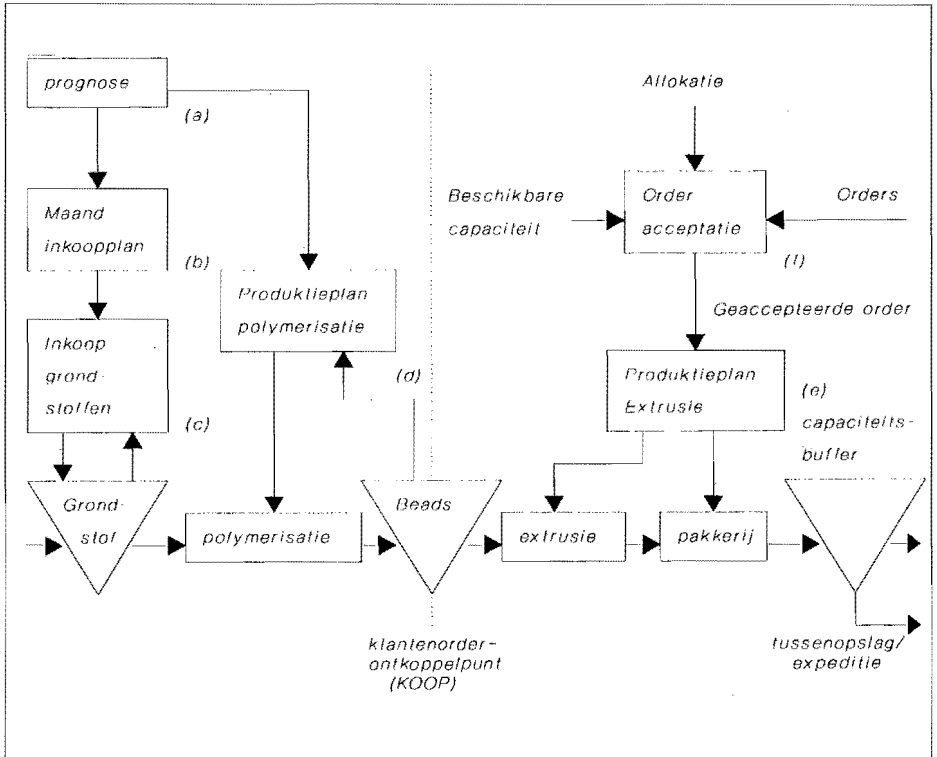 prognose
(a)
Maand
inkoopplan
(b)
Inkoop
grond-
stoffen
(c)
Produktieplan
polymerisatie
(d)
Grond-
stof
polymerisatie
Beads
klantenorder-
ontkoppelpunt
(KOOP)
Allokatie
Beschikbare
capaciteit
Order
acceptatie
Orders
(f)
Geaccepteerde order
Produktieplan
Extrusie
(e)
capaciteits-
buffer
extrusie
pakkerij
tussenopslag/
expeditie